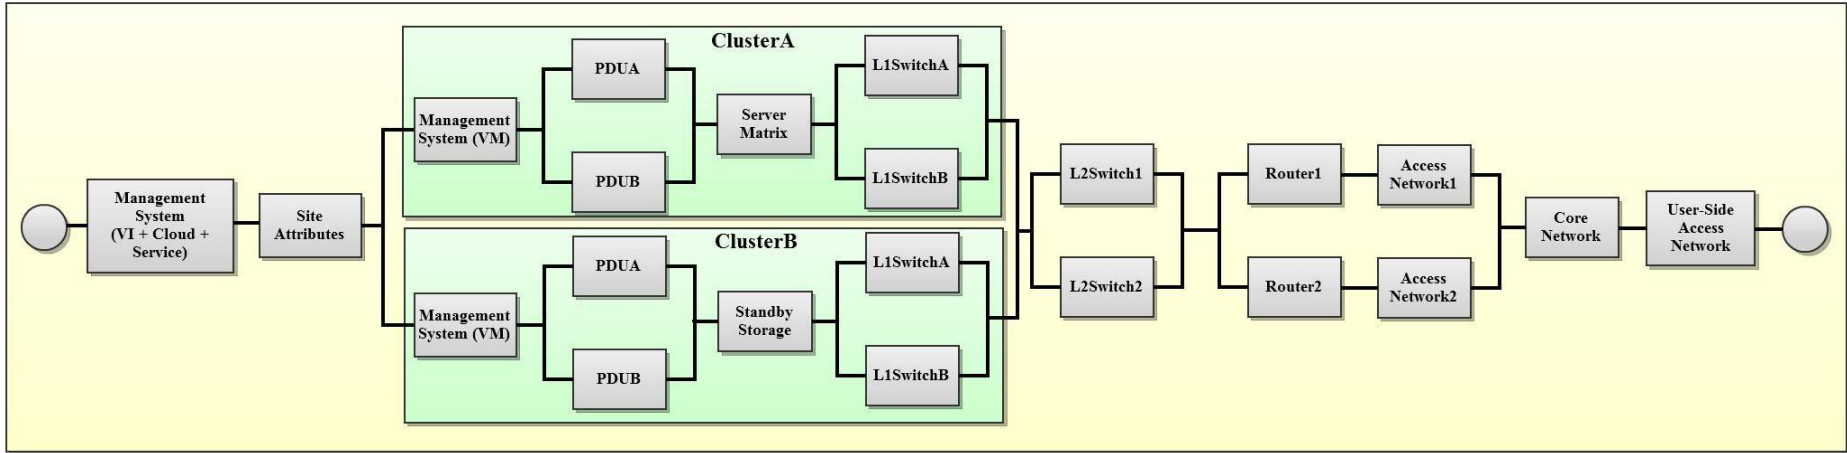 Management
System
(VI + Cloud +
Service)
Site
Attributes
ClusterA
Management
System (VM)
PDUA
PDUB
Server
Matrix
L1SwitchA
L1SwitchB
ClusterB
Management
System (VM)
PDUA
PDUB
Standby
Storage
L1SwitchA
L1SwitchB
L2Switch1
L2Switch2
Router1
Access
Network1
Router2
Access
Network2
Core
Network
User-Side
Access
Network